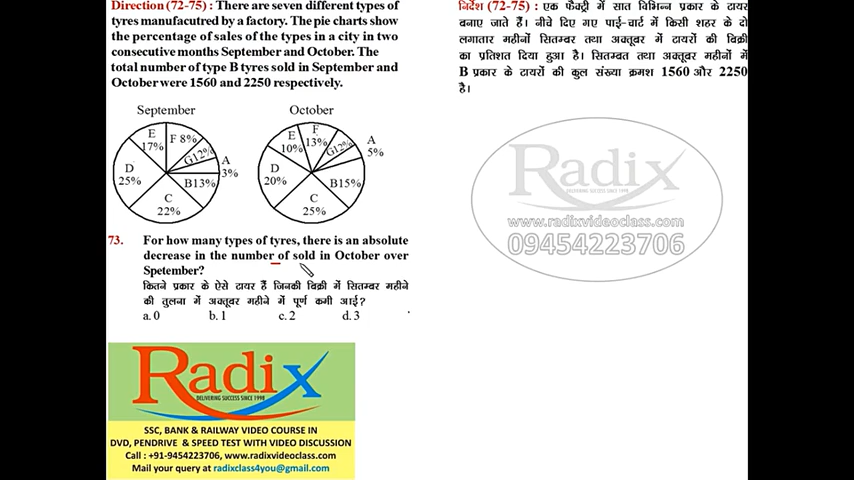 Direction (72-75) : There are seven different types of
tyres manufacutred by a factory. The pie charts show
the percentage of sales of the types in a city in two
consecutive months September and October. The
total number of type B tyres sold in September and
October were 1560 and 2250 respectively.
September
October
E
17%
F 8%
G12%
A
3%
B13%
C
22%
D
25%
E
10%
F
13%
G12%
A
5%
B15%
C
25%
D
20%
73. For how many types of tyres, there is an absolute
decrease in the number of sold in October over
Spetember?
कितने प्रकार के ऐसे टायर हैं जिनकी बिक्री में सितम्बर महीने
की तुलना में अक्तूबर महीने में पूर्ण कमी आई?
a. 0 b. 1 c. 2 d. 3
Radix
DELIVERING SUCCESS SINCE 1998
SSC, BANK & RAILWAY VIDEO COURSE IN
DVD, PENDRIVE & SPEED TEST WITH VIDEO DISCUSSION
Call : +91-9454223706, www.radixvideoclass.com
Mail your query at radixclass4you@gmail.com
निर्देश (72-75) : एक फैक्ट्री में सात विभिन्न प्रकार के टायर
बनाए जाते हैं। नीचे दिए गए पाई-चार्ट में किसी शहर के दो
लगातार महीनों सितम्बर तथा अक्तूबर में टायरों की बिक्री
का प्रतिशत दिया हुआ है। सितम्बत तथा अक्तूबर महीनों में
B प्रकार के टायरों की कुल संख्या क्रमश 1560 और 2250
है।
Radix
DELIVERING SUCCESS SINCE 1998
www.radixvideoclass.com
09454223706